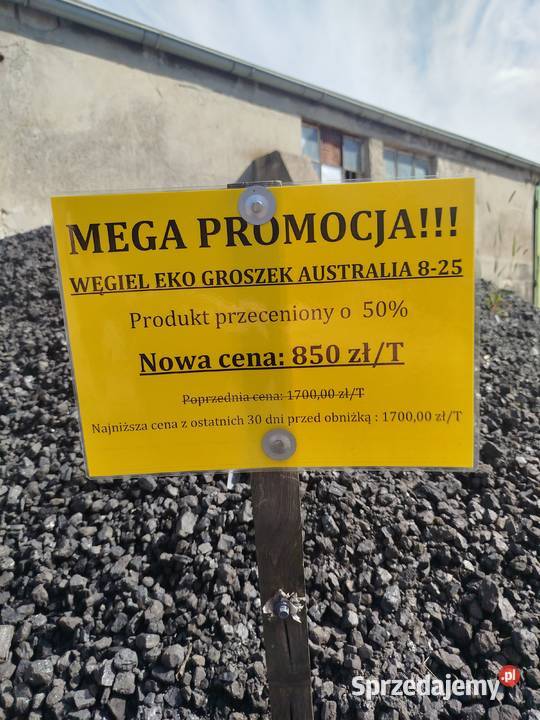 MEGA PROMOCJA!!!
WĘGIEL EKO GROSZEK AUSTRALIA 8-25
Produkt przeceniony o 50%
Nowa cena: 850 zł/T
Poprzednia cena: 1700,00 zł/T
Najniższa cena z ostatnich 30 dni przed obniżką : 1700,00 zł/T
Sprzedajemy.pl